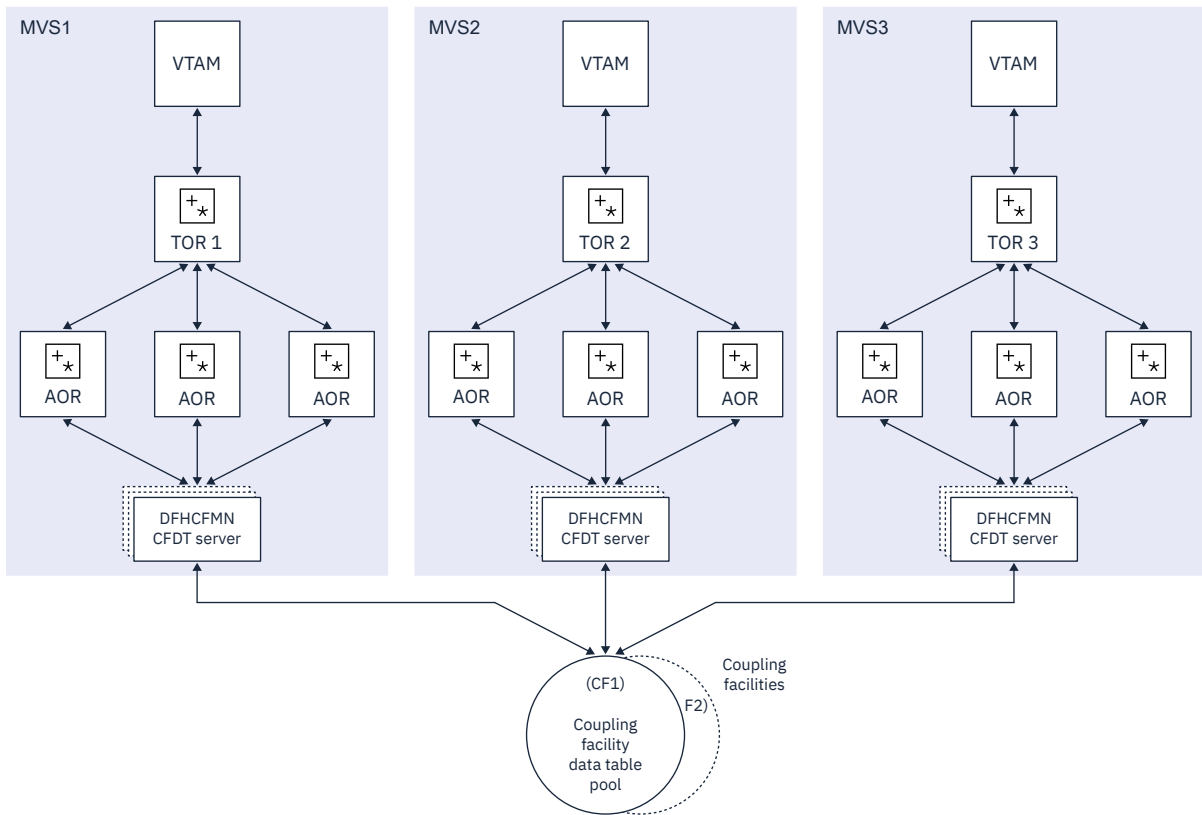 MVS1
VTAM
+*
TOR 1
+*
AOR
+*
AOR
+*
AOR
DFHCFMN
CFDT server
MVS2
VTAM
+*
TOR 2
+*
AOR
+*
AOR
+*
AOR
DFHCFMN
CFDT server
MVS3
VTAM
+*
TOR 3
+*
AOR
+*
AOR
+*
AOR
DFHCFMN
CFDT server
(CF1)
Coupling
facility
data table
pool
F2)
Coupling
facilities